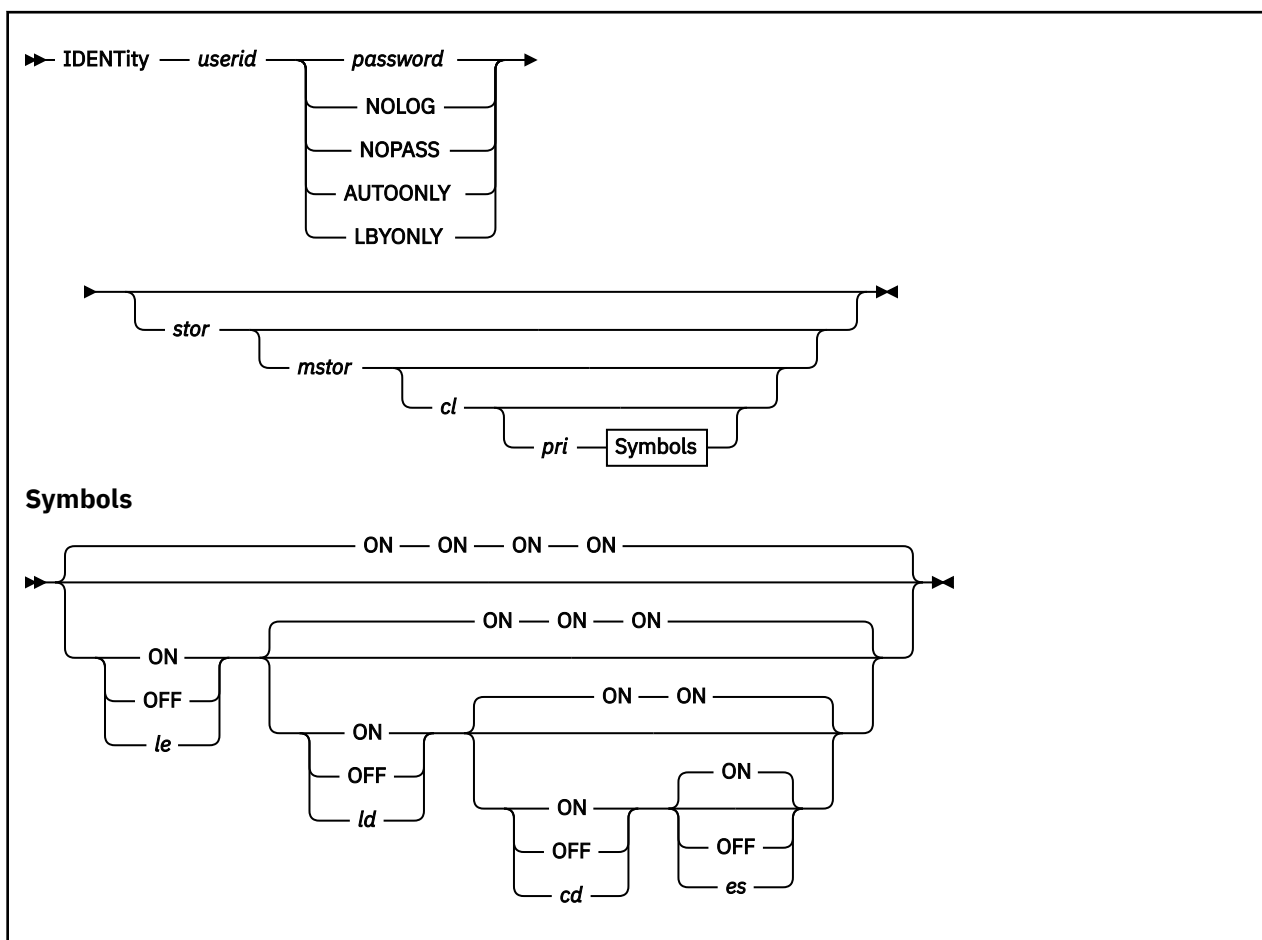 IDENTity userid password
NOLOG
NOPASS
AUTOONLY
LBYONLY
stor
mstor
cl
pri Symbols
Symbols
ON ON ON ON
ON ON ON
ON
OFF
le
ON ON
ON
OFF
ld
ON
ON
OFF
OFF
cd
es